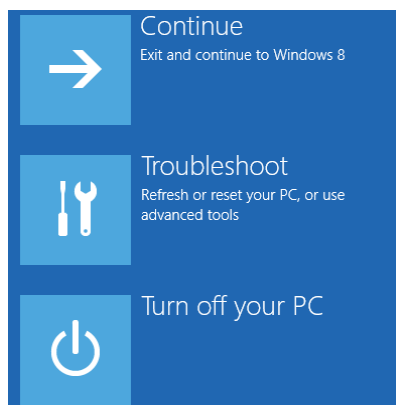 Continue
Exit and continue to Windows 8
Troubleshoot
Refresh or reset your PC, or use
advanced tools
Turn off your PC